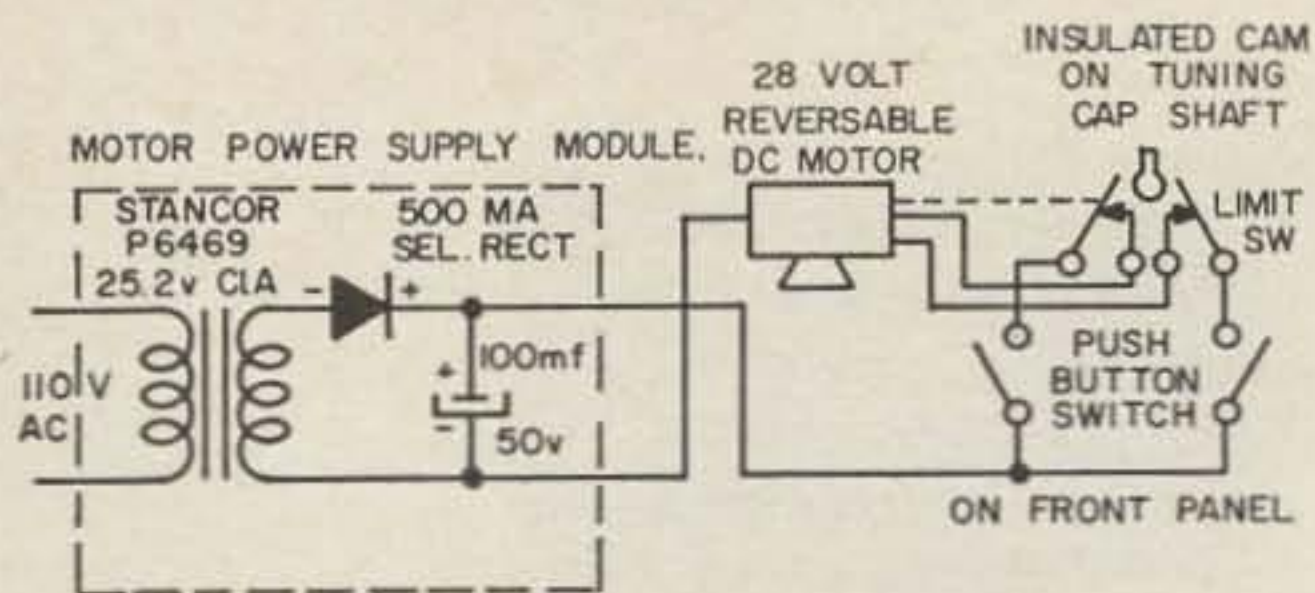 MOTOR POWER SUPPLY MODULE.
STANCOR
P6469
25.2v C1A
500 MA
SEL. RECT
- +
110V
AC
100mf
+
-
50v
28 VOLT
REVERSABLE
DC MOTOR
INSULATED CAM
ON TUNING
CAP SHAFT
LIMIT
SW
PUSH
BUTTON
SWITCH
ON FRONT PANEL